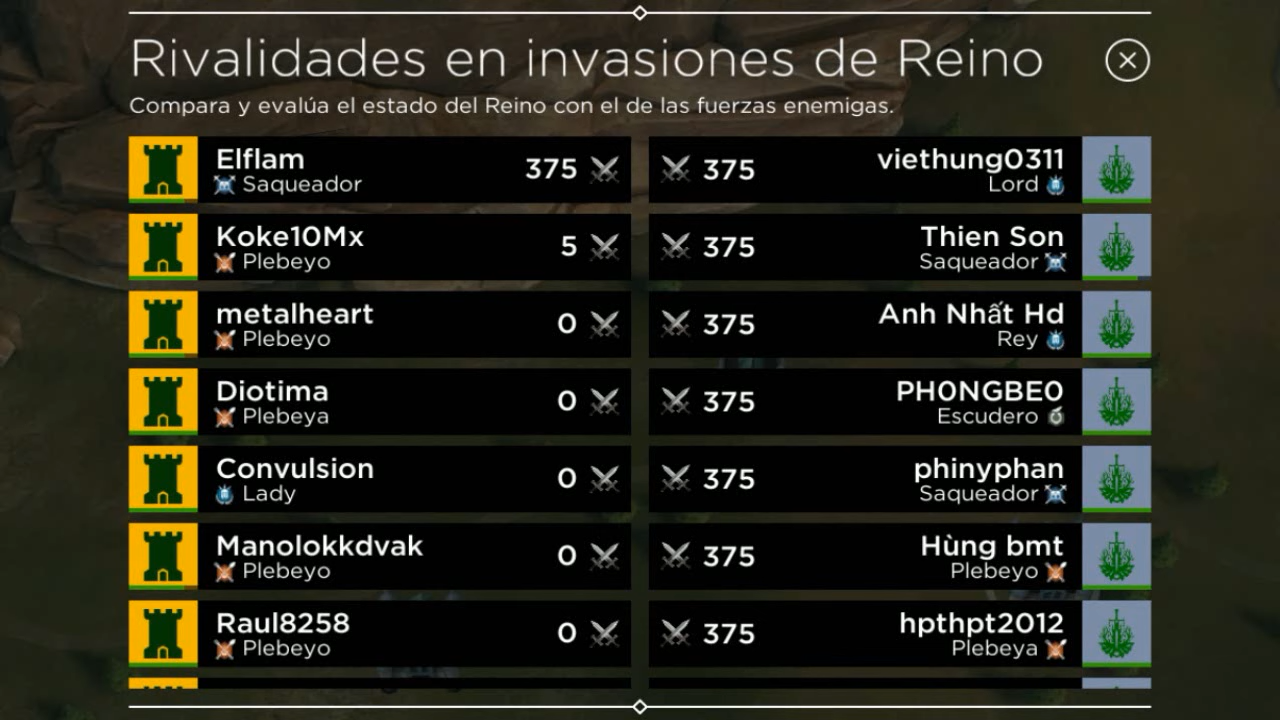 Rivalidades en invasiones de Reino
Compara y evalúa el estado del Reino con el de las fuerzas enemigas.
Elflam
Saqueador
375
375
viethung0311
Lord
Koke10Mx
Plebeyo
5
375
Thien Son
Saqueador
metalheart
Plebeyo
0
375
Anh Nhất Hd
Rey
Diotima
Plebeya
0
375
PH0NGBE0
Escudero
Convulsion
Lady
0
375
phinyphan
Saqueador
Manolokkdvak
Plebeyo
0
375
Hùng bmt
Plebeyo
Raul8258
Plebeyo
0
375
hpthpt2012
Plebeya